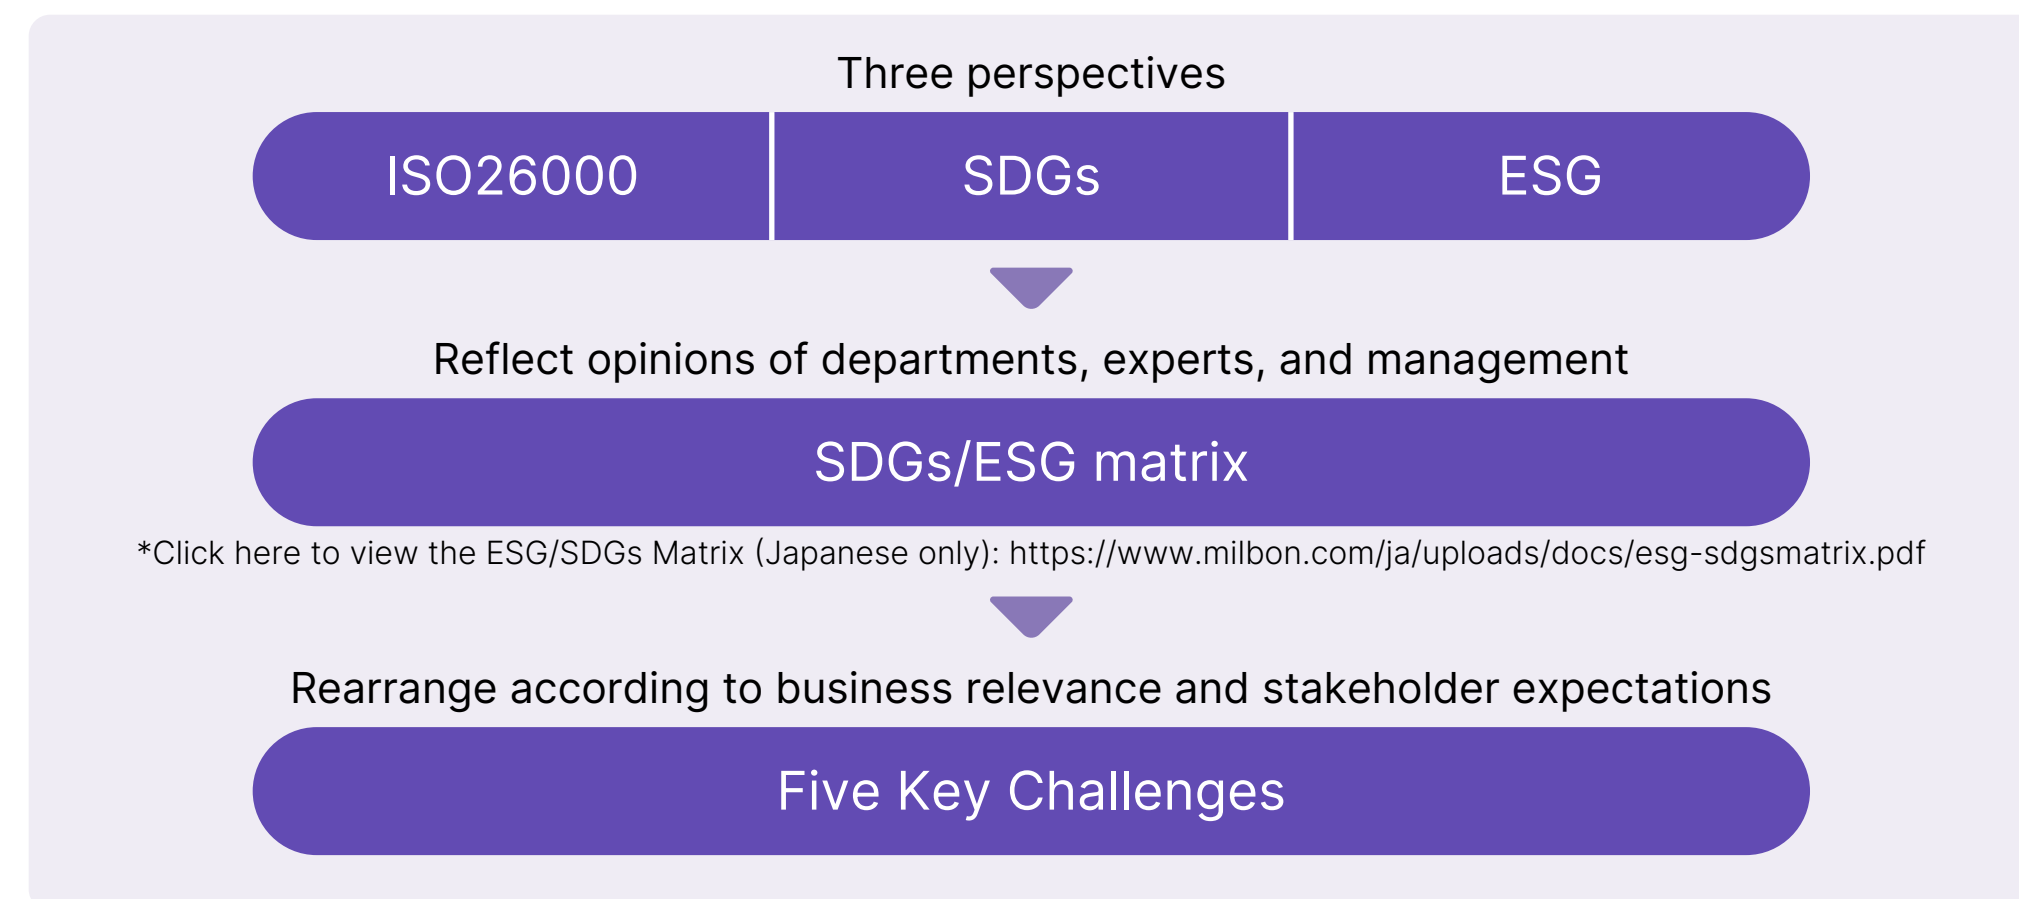 Three perspectives
ISO26000 SDGs ESG
Reflect opinions of departments, experts, and management
SDGs/ESG matrix
*Click here to view the ESG/SDGs Matrix (Japanese only): https://www.milbon.com/ja/uploads/docs/esg-sdgsmatrix.pdf
Rearrange according to business relevance and stakeholder expectations
Five Key Challenges